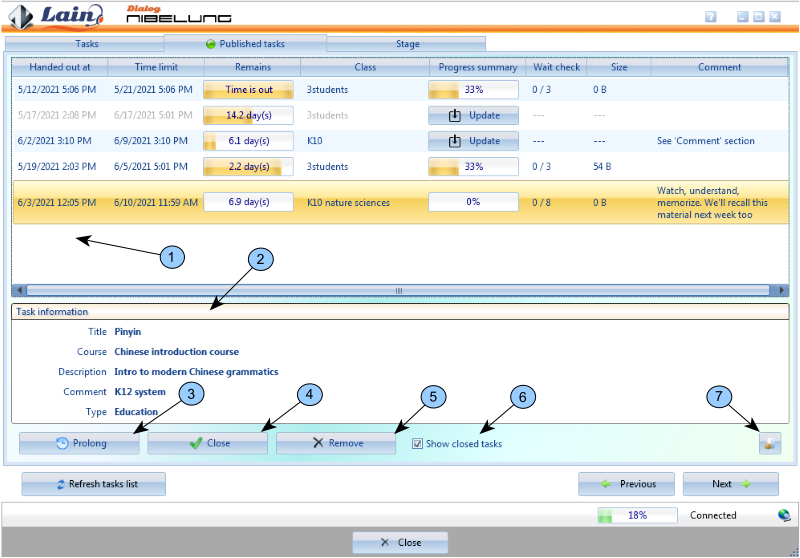 Lain
Dialog
NIBELUNG
?
Tasks
Published tasks
Stage
Handed out at Time limit Remains Class Progress summary Wait check Size Comment
5/12/2021 5:06 PM 5/21/2021 5:06 PM Time is out 3students 33% 0 / 3 0 B
5/17/2021 2:08 PM 6/17/2021 5:01 PM 14.2 day(s) 3students Update --- ---
6/2/2021 3:10 PM 6/9/2021 3:10 PM 6.1 day(s) K10 Update --- --- See 'Comment' section
5/19/2021 2:03 PM 6/5/2021 5:01 PM 2.2 day(s) 3students 33% 0 / 3 54 B
6/3/2021 12:05 PM 6/10/2021 11:59 AM 6.9 day(s) K10 nature sciences 0% 0 / 8 0 B Watch, understand,
memorize. We'll recall this
material next week too
1
2
Task information
Title Pinyin
Course Chinese introduction course
Description Intro to modern Chinese grammatics
Comment K12 system
Type Education
3
4
5
6
7
Prolong
Close
Remove
Show closed tasks
Refresh tasks list
Previous
Next
18%
Connected
Close